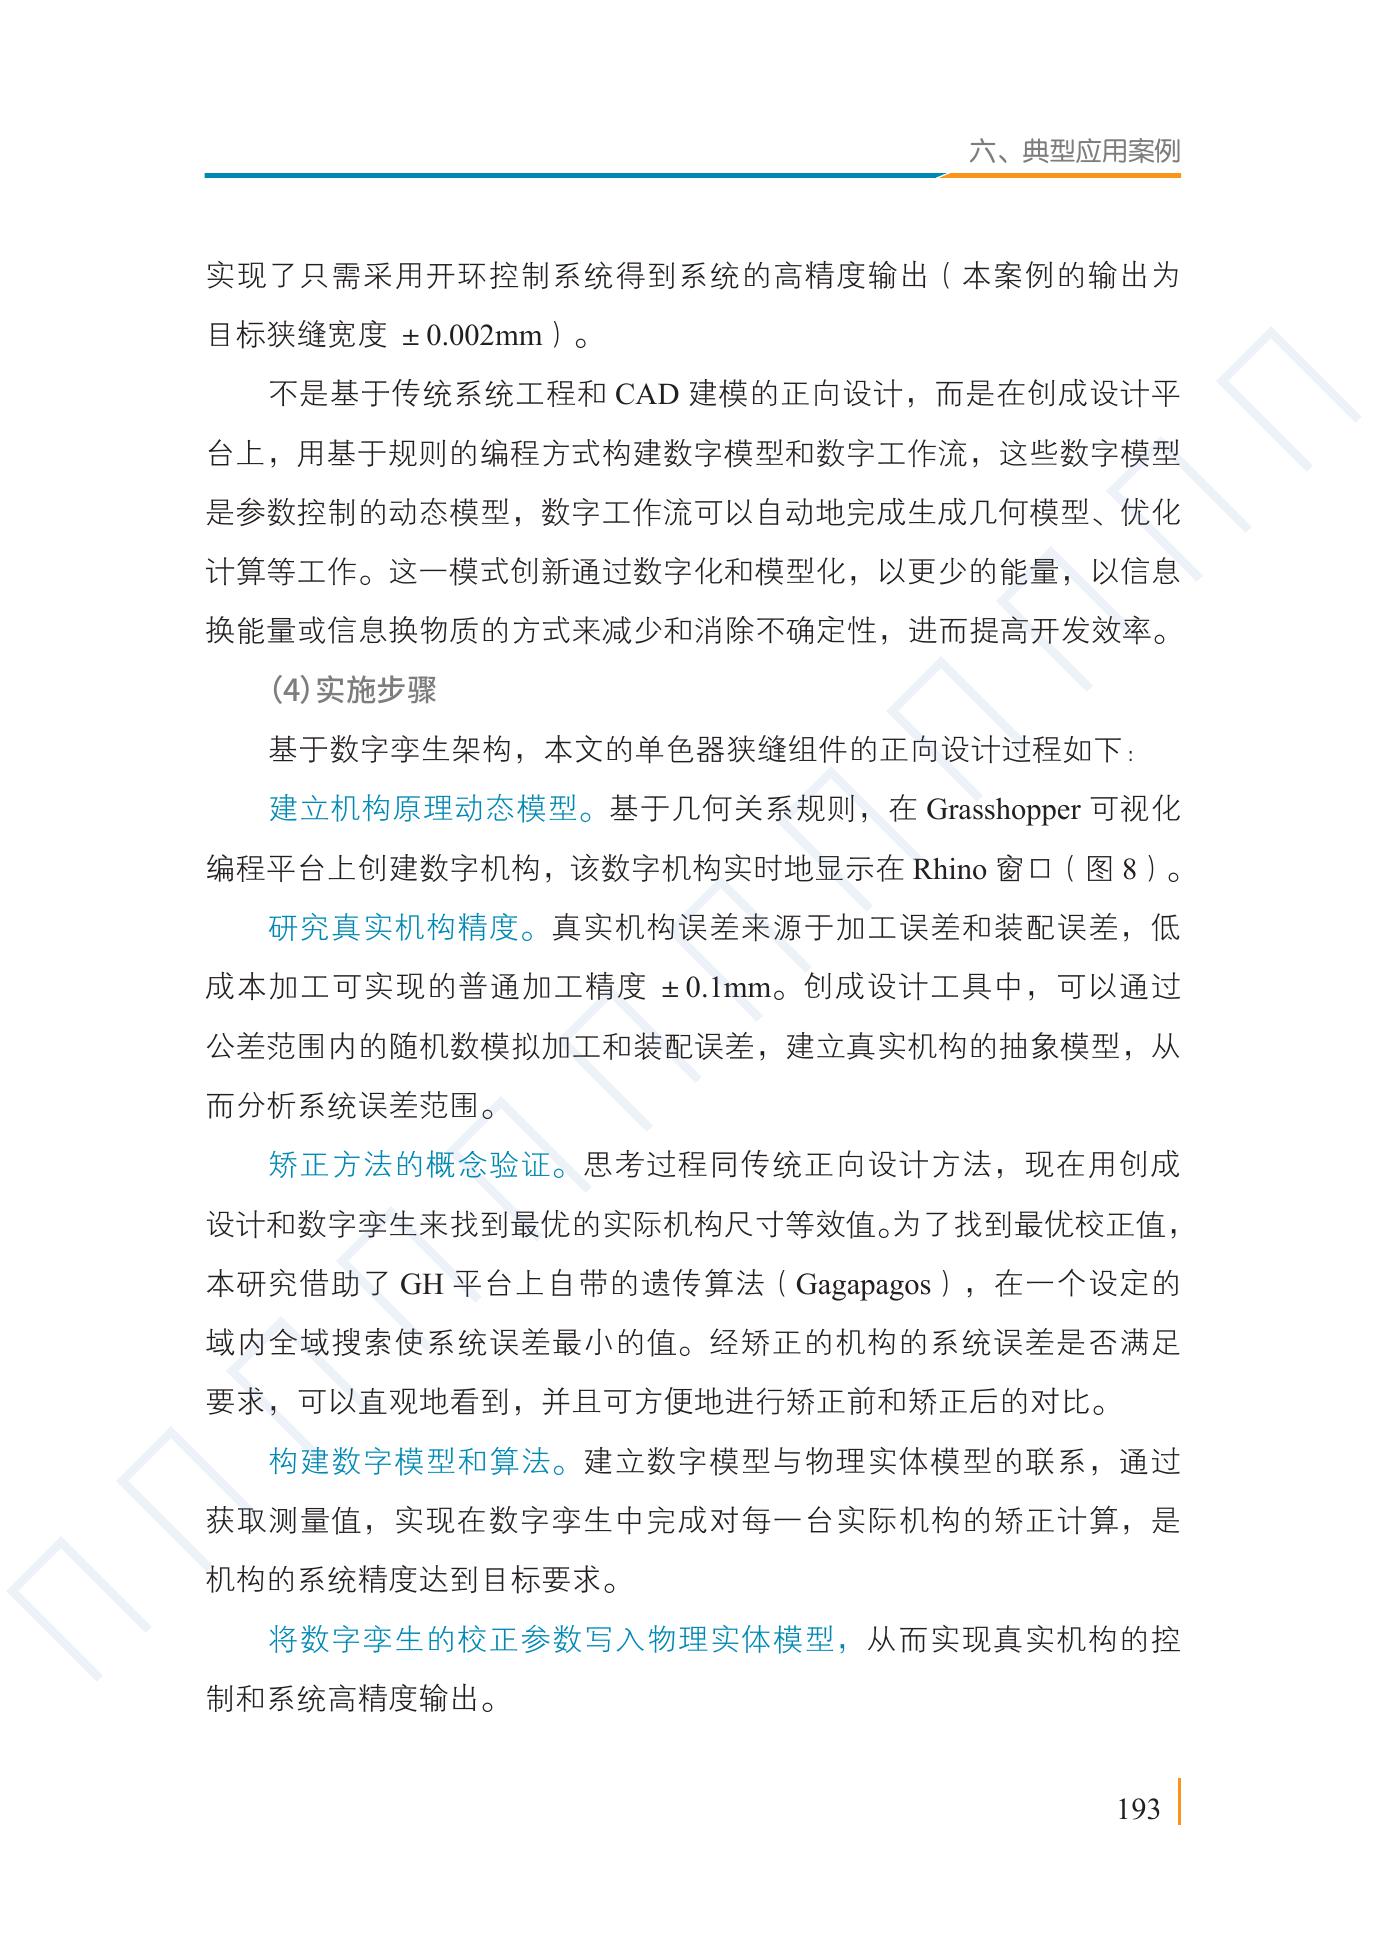 六、典型应用案例
实现了只需采用开环控制系统得到系统的高精度输出（本案例的输出为
目标狭缝宽度 ±0.002mm）。
不是基于传统系统工程和 CAD 建模的正向设计，而是在创成设计平
台上，用基于规则的编程方式构建数字模型和数字工作流，这些数字模型
是参数控制的动态模型，数字工作流可以自动地完成生成几何模型、优化
计算等工作。这一模式创新通过数字化和模型化，以更少的能量，以信息
换能量或信息换物质的方式来减少和消除不确定性，进而提高开发效率。
(4)实施步骤
基于数字孪生架构，本文的单色器狭缝组件的正向设计过程如下：
建立机构原理动态模型。基于几何关系规则，在 Grasshopper 可视化
编程平台上创建数字机构，该数字机构实时地显示在 Rhino 窗口（图 8）。
研究真实机构精度。真实机构误差来源于加工误差和装配误差，低
成本加工可实现的普通加工精度 ±0.1mm。创成设计工具中，可以通过
公差范围内的随机数模拟加工和装配误差，建立真实机构的抽象模型，从
而分析系统误差范围。
矫正方法的概念验证。思考过程同传统正向设计方法，现在用创成
设计和数字孪生来找到最优的实际机构尺寸等效值。为了找到最优校正值，
本研究借助了 GH 平台上自带的遗传算法（Gagapagos），在一个设定的
域内全域搜索使系统误差最小的值。经矫正的机构的系统误差是否满足
要求，可以直观地看到，并且可方便地进行矫正前和矫正后的对比。
构建数字模型和算法。建立数字模型与物理实体模型的联系，通过
获取测量值，实现在数字孪生中完成对每一台实际机构的矫正计算，是
机构的系统精度达到目标要求。
将数字孪生的校正参数写入物理实体模型，从而实现真实机构的控
制和系统高精度输出。
193